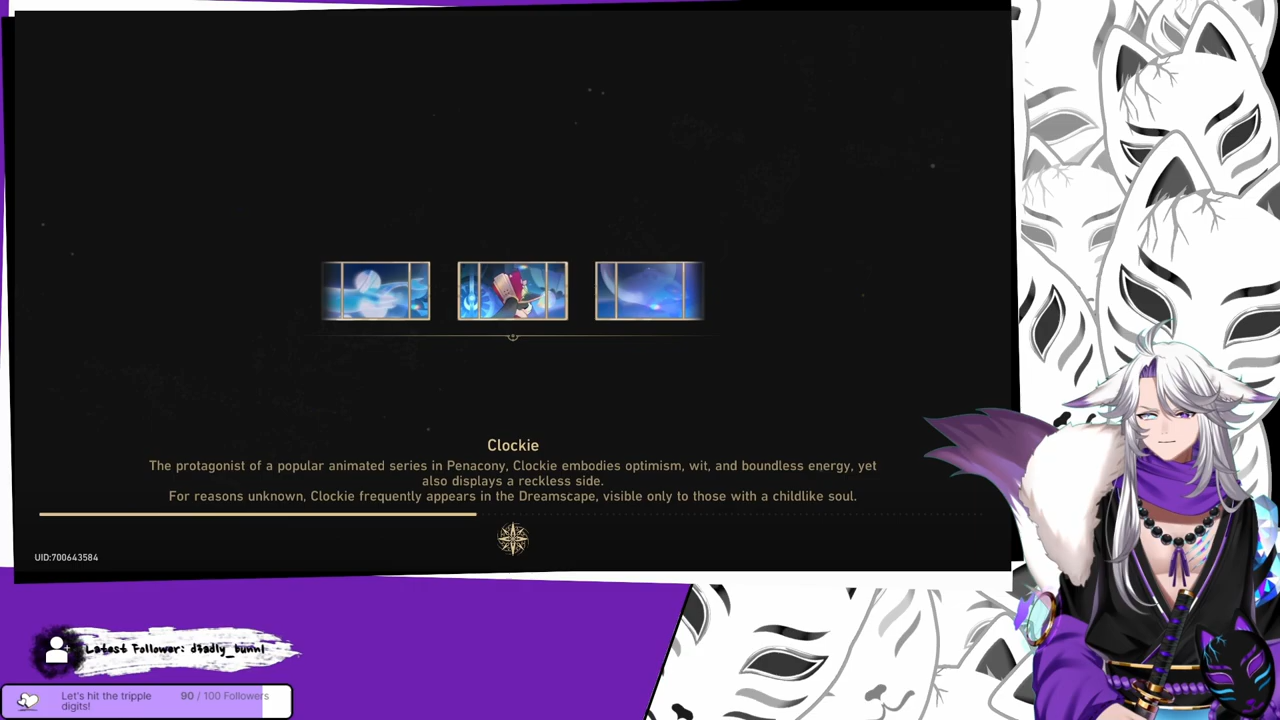 Clockie
The protagonist of a popular animated series in Penacony, Clockie embodies optimism, wit, and boundless energy, yet
also displays a reckless side.
For reasons unknown, Clockie frequently appears in the Dreamscape, visible only to those with a childlike soul.
UID:700643584
Latest Follower: d3adly_bunni
Let's hit the tripple
digits!
90 / 100 Followers